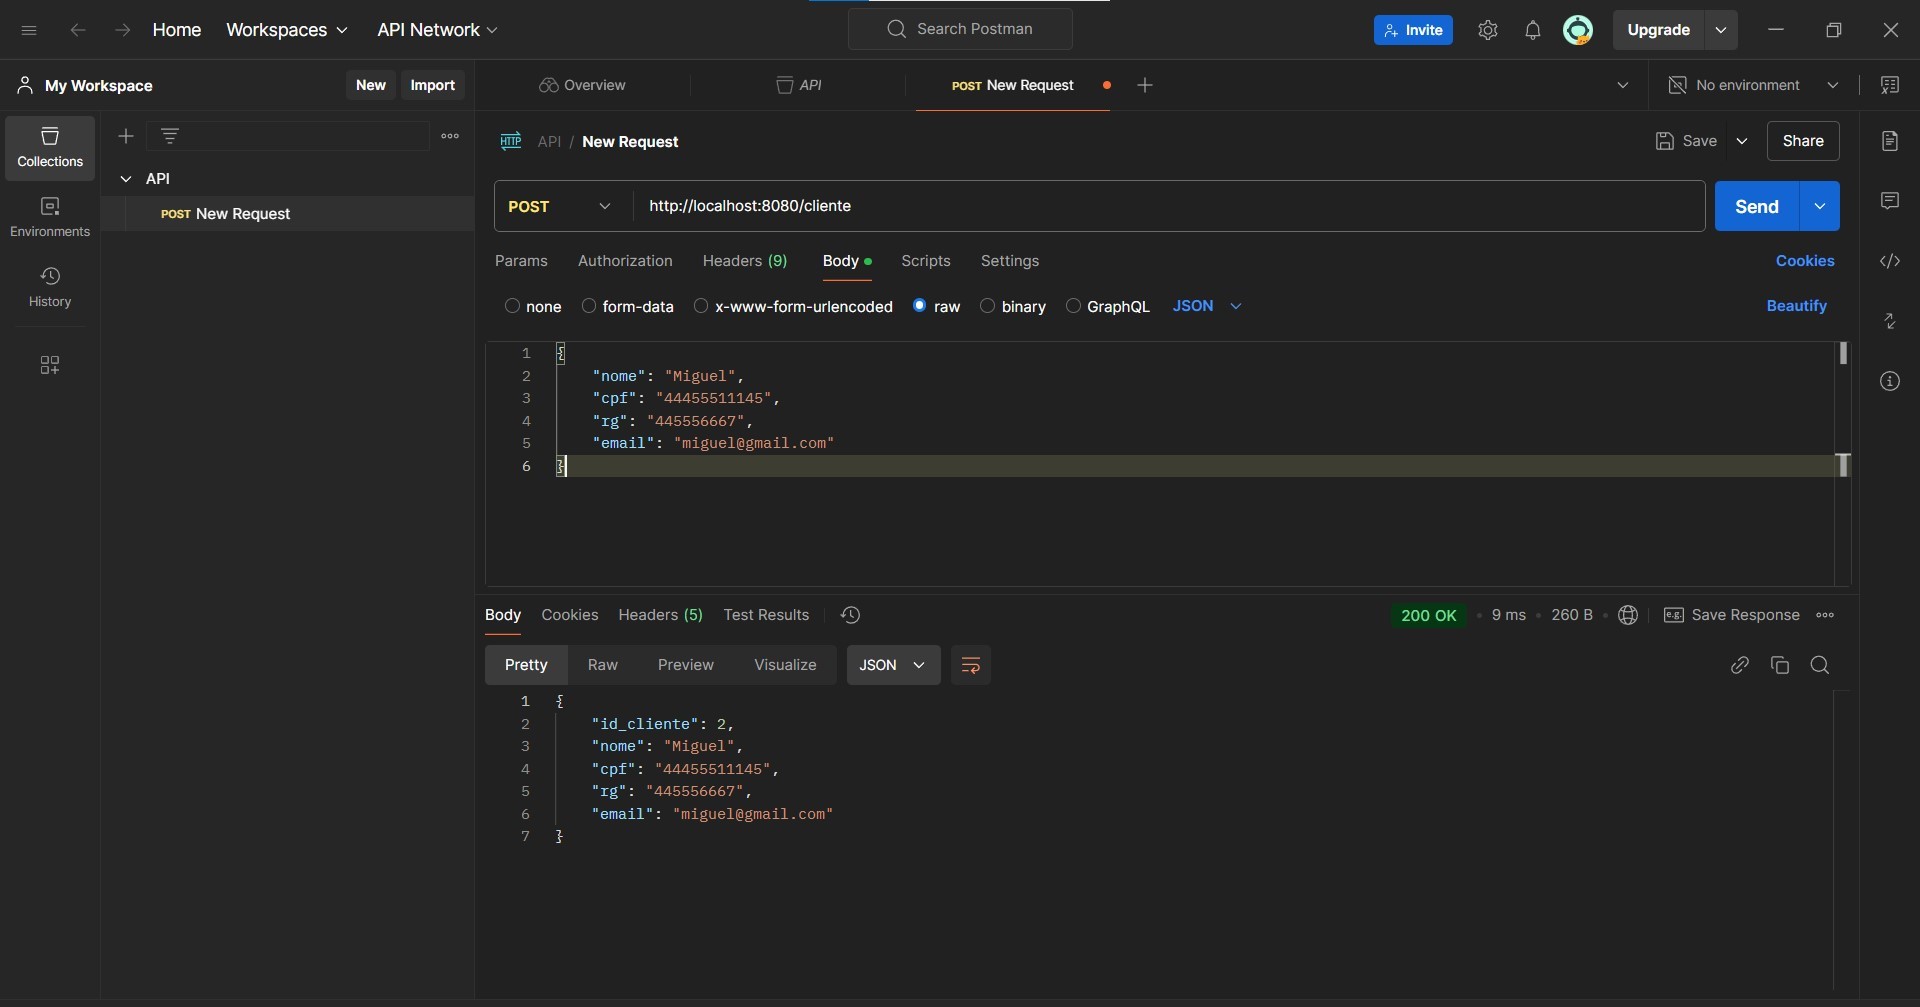 Home Workspaces API Network Search Postman Invite Upgrade
My Workspace New Import Overview API POST New Request No environment
Collections
API / New Request Save Share
API
POST New Request
POST http://localhost:8080/cliente Send
Environments
Params Authorization Headers (9) Body Scripts Settings Cookies
History
none form-data x-www-form-urlencoded raw binary GraphQL JSON Beautify
1 {
2 "nome": "Miguel",
3 "cpf": "44455511145",
4 "rg": "445556667",
5 "email": "miguel@gmail.com"
6 }
Body Cookies Headers (5) Test Results 200 OK • 9 ms • 260 B • e.g. Save Response
Pretty Raw Preview Visualize JSON
1 {
2 "id_cliente": 2,
3 "nome": "Miguel",
4 "cpf": "44455511145",
5 "rg": "445556667",
6 "email": "miguel@gmail.com"
7 }